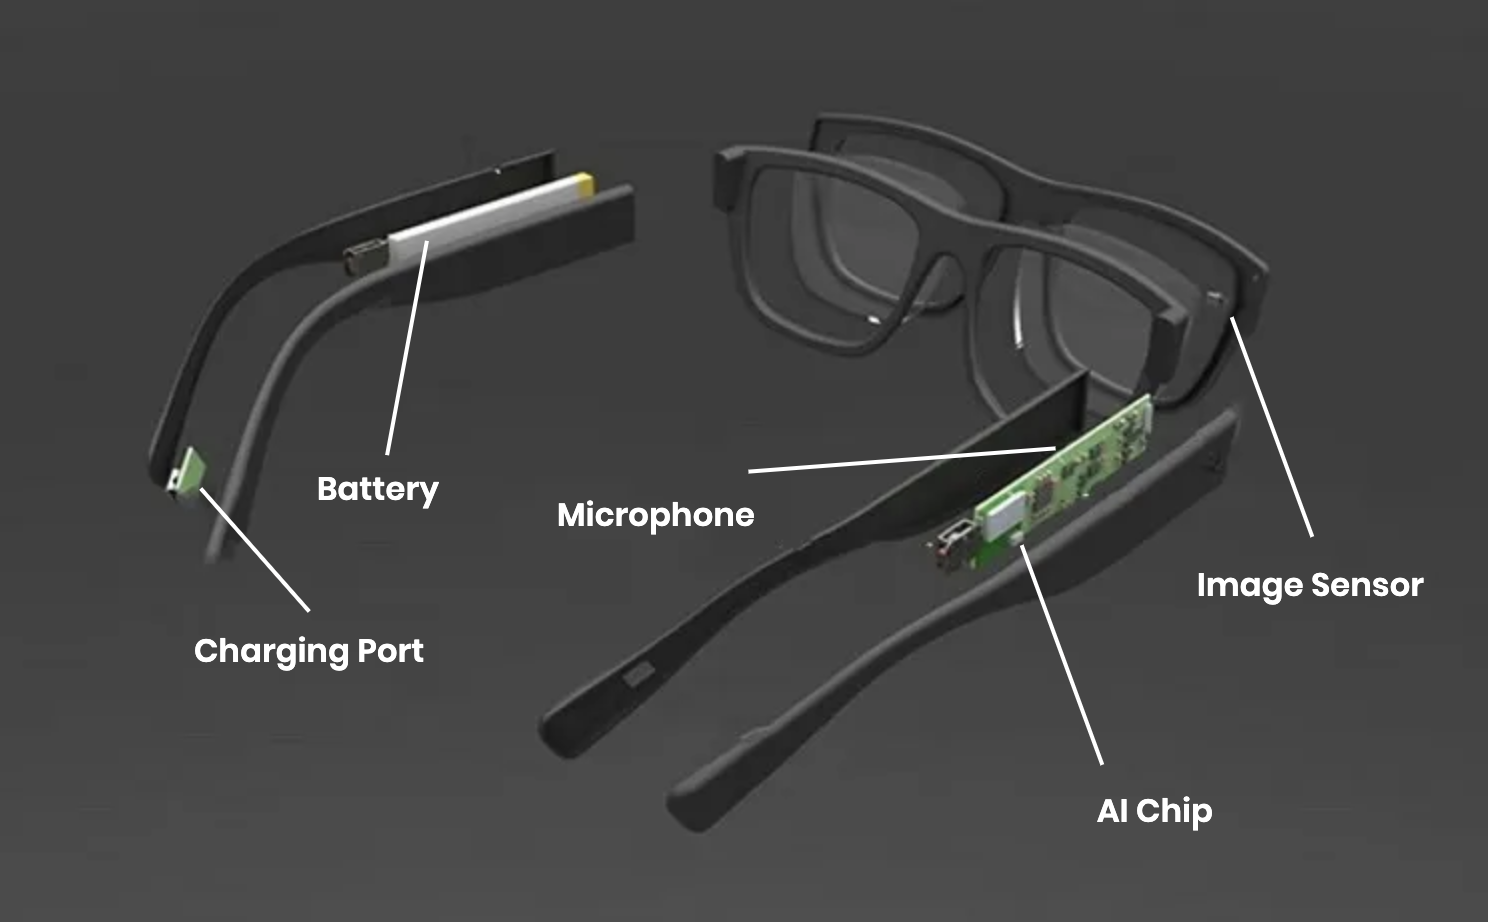 Battery
Microphone
Image Sensor
Charging Port
AI Chip